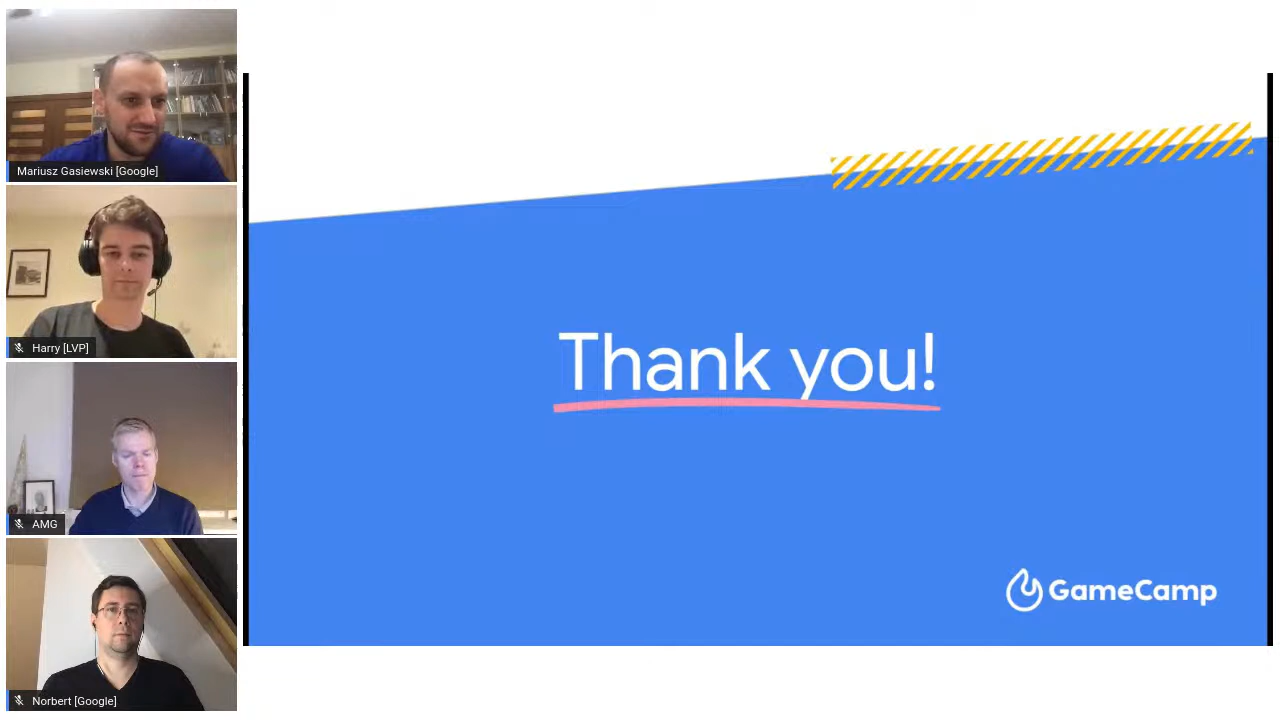 Mariusz Gasiewski [Google]
Harry [LVP]
AMG
Norbert [Google]
Thank you!
GameCamp